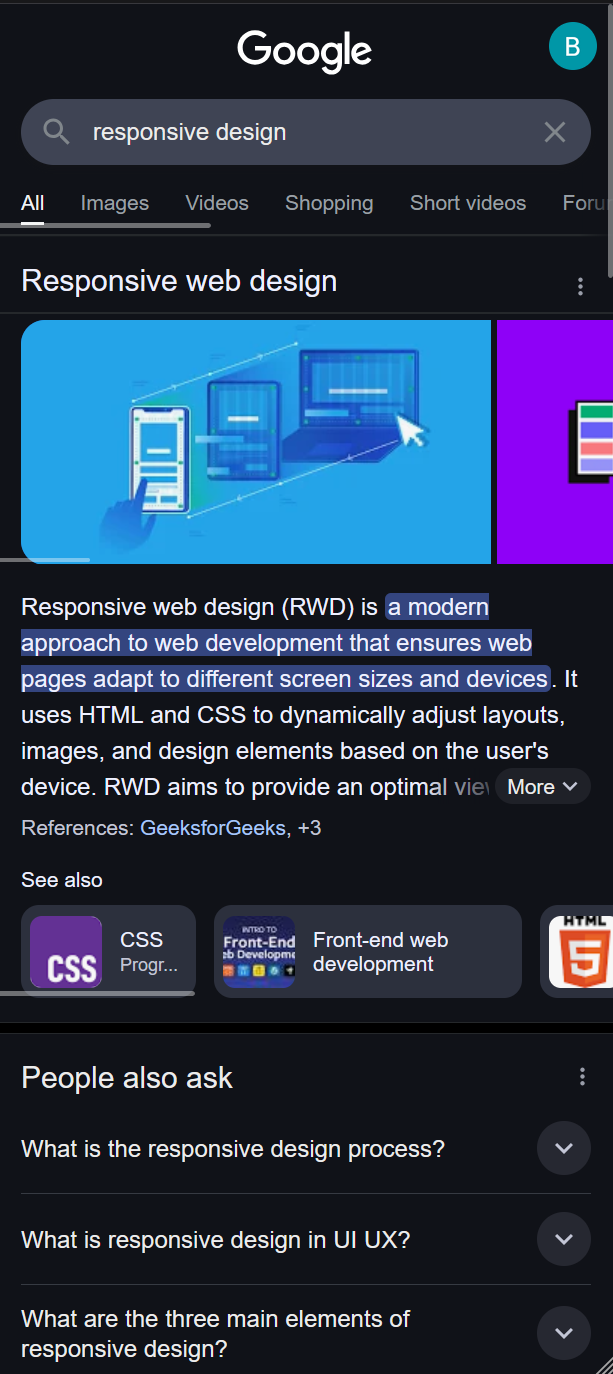 Google
B
responsive design
All Images Videos Shopping Short videos Foru
Responsive web design
Responsive web design (RWD) is a modern
approach to web development that ensures web
pages adapt to different screen sizes and devices. It
uses HTML and CSS to dynamically adjust layouts,
images, and design elements based on the user's
device. RWD aims to provide an optimal view
More
References: GeeksforGeeks, +3
See also
CSS
CSS
Progr...
INTRO TO
Front-End
eb Developme
Front-end web
development
HTML
5
People also ask
What is the responsive design process?
What is responsive design in UI UX?
What are the three main elements of
responsive design?